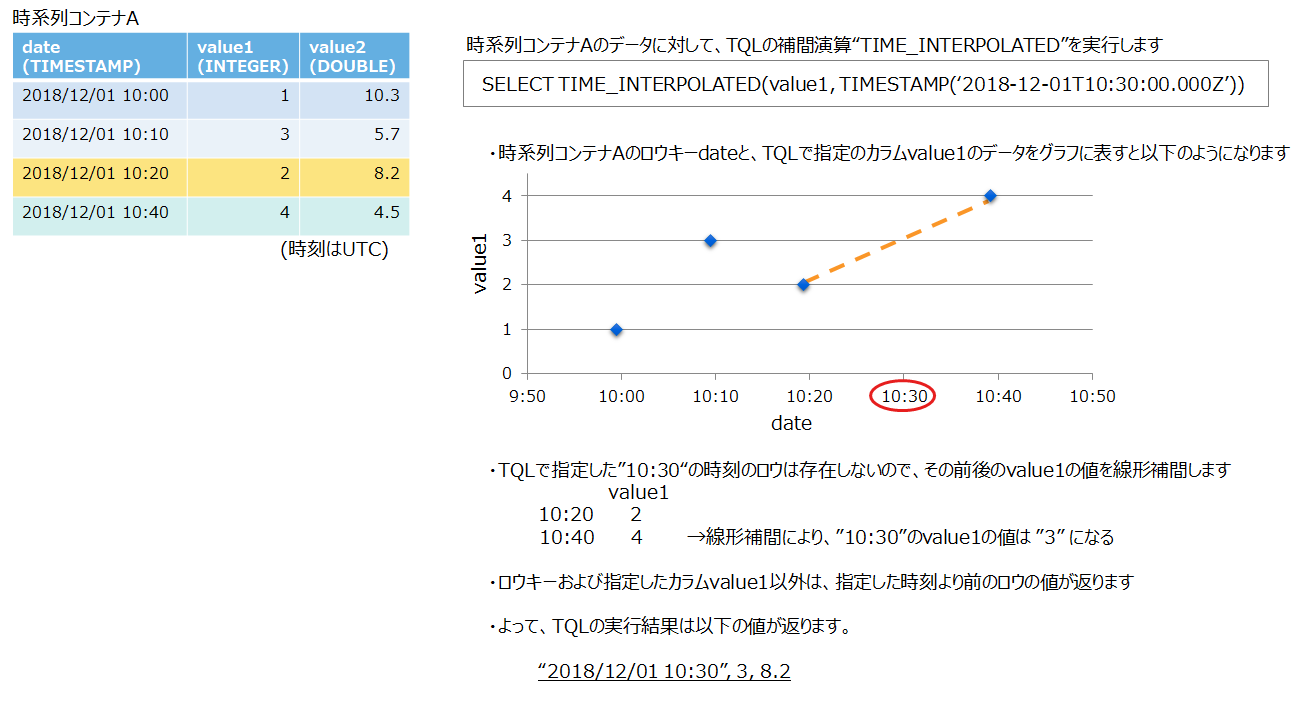 時系列コンテナA
date value1 value2
(TIMESTAMP) (INTEGER) (DOUBLE)
2018/12/01 10:00 1 10.3
2018/12/01 10:10 3 5.7
2018/12/01 10:20 2 8.2
2018/12/01 10:40 4 4.5
(時刻はUTC)
時系列コンテナAのデータに対して、TQLの補間演算“TIME_INTERPOLATED”を実行します
SELECT TIME_INTERPOLATED(value1, TIMESTAMP(‘2018-12-01T10:30:00.000Z’))
・時系列コンテナAのロウキーdateと、TQLで指定のカラムvalue1のデータをグラフに表すと以下のようになります
4
3
2
1
0
value1
9:50 10:00 10:10 10:20 10:30 10:40 10:50
date
・TQLで指定した”10:30“の時刻のロウは存在しないので、その前後のvalue1の値を線形補間します
value1
10:20 2
10:40 4 →線形補間により、”10:30”のvalue1の値は ”3” になる
・ロウキーおよび指定したカラムvalue1以外は、指定した時刻より前のロウの値が返ります
・よって、TQLの実行結果は以下の値が返ります。
“2018/12/01 10:30”, 3, 8.2